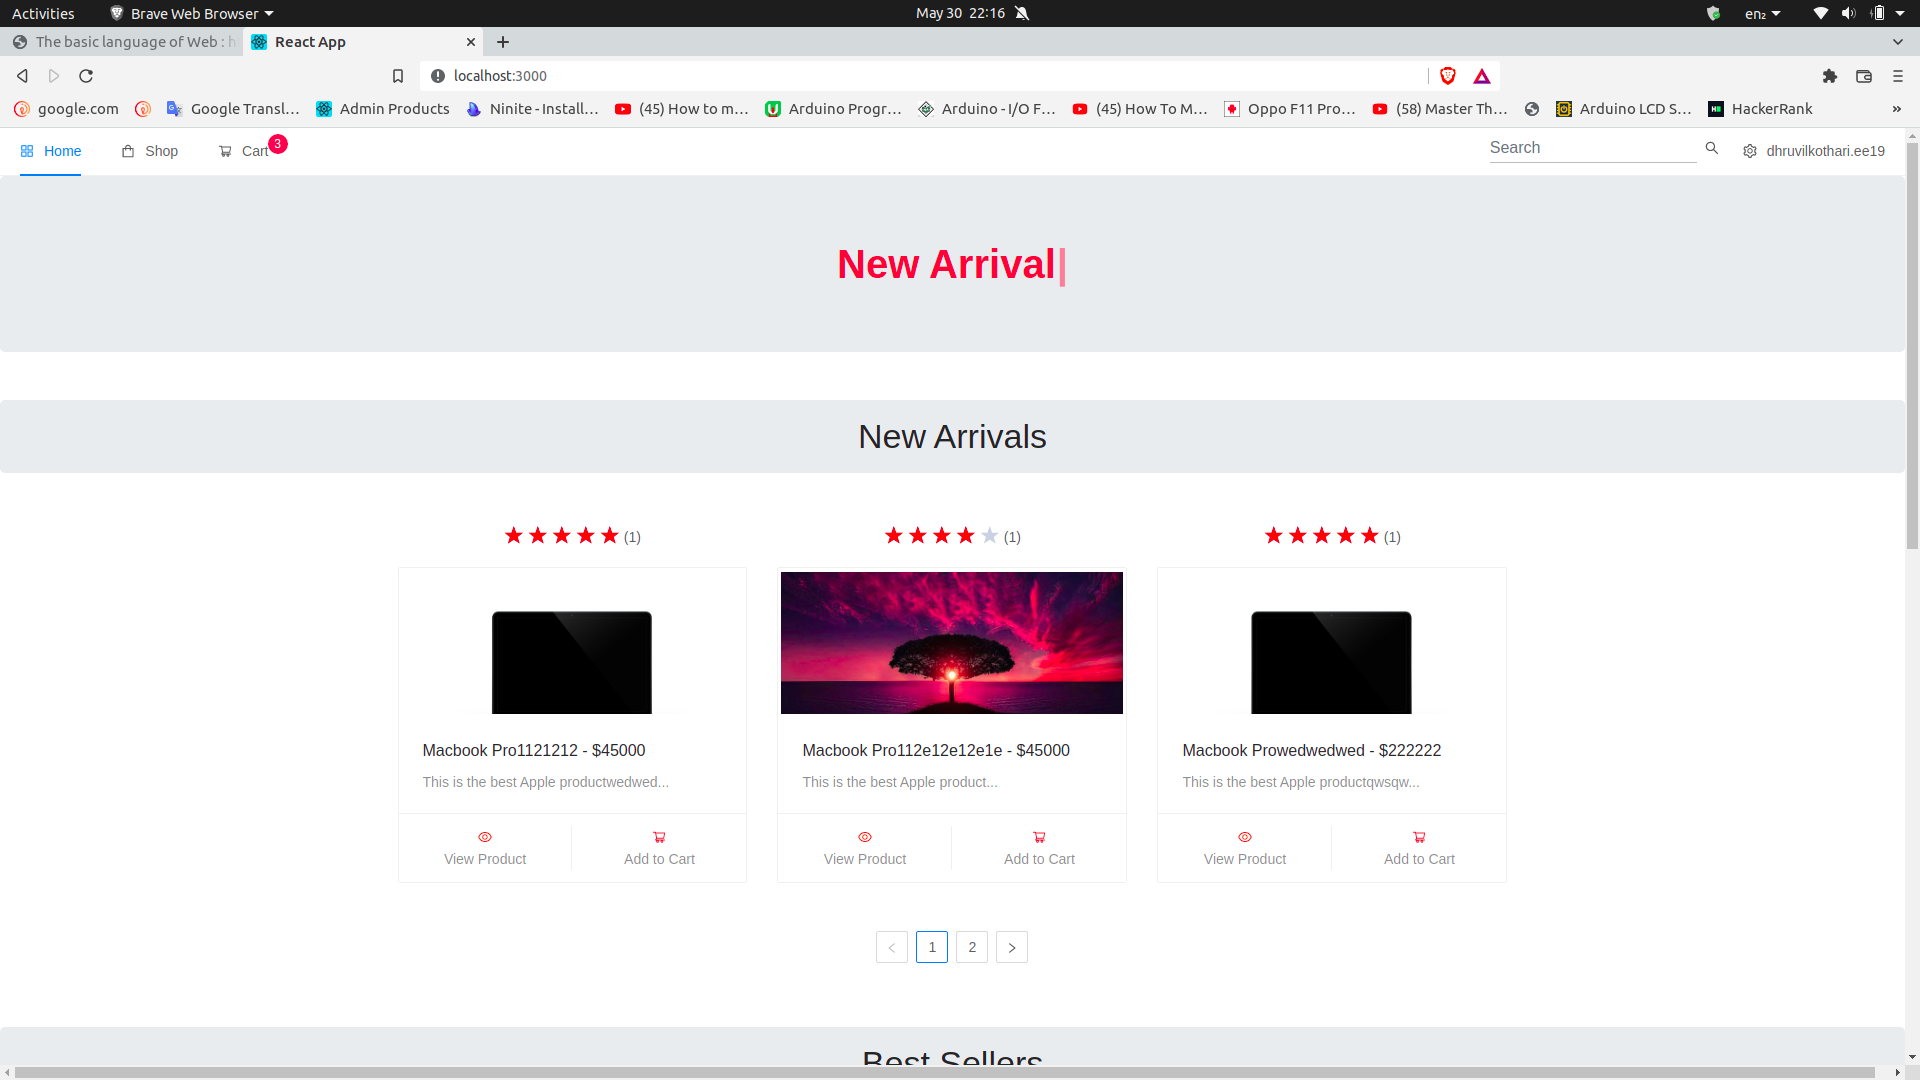 Activities
Brave Web Browser
May 30 22:16
en₂
The basic language of Web : h
React App
localhost:3000
google.com
Google Transl...
Admin Products
Ninite - Install...
(45) How to m...
Arduino Progr...
Arduino - I/O F...
(45) How To M...
Oppo F11 Pro...
(58) Master Th...
Arduino LCD S...
HackerRank
»
Home
Shop
Cart
3
Search
dhruvilkothari.ee19
New Arrival|
New Arrivals
(1)
(1)
(1)
Macbook Pro1121212 - $45000
This is the best Apple productwedwed...
View Product
Add to Cart
Macbook Pro112e12e12e1e - $45000
This is the best Apple product...
View Product
Add to Cart
Macbook Prowedwedwed - $222222
This is the best Apple productqwsqw...
View Product
Add to Cart
< 1 2 >
Best Sellers